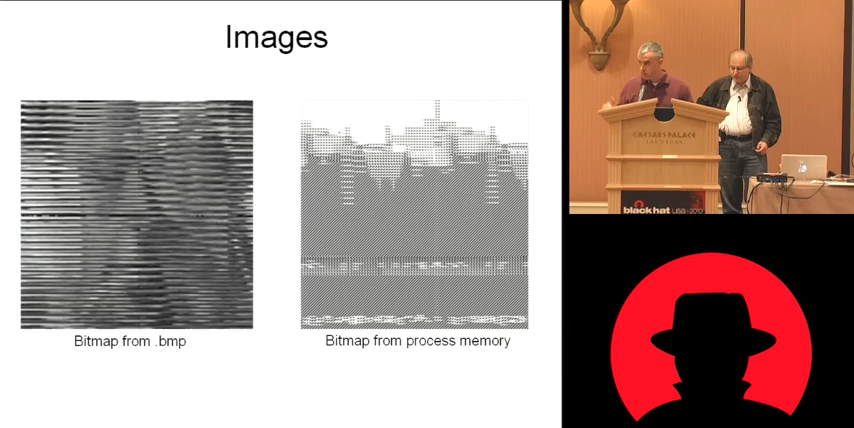 Images
Bitmap from .bmp
Bitmap from process memory
CAESARS PALACE
LAS VEGAS
black hat USA + 2010